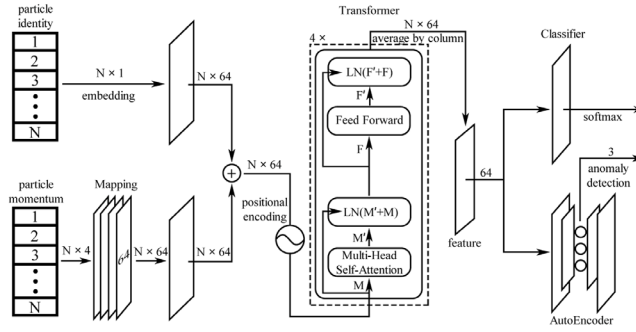 particle
identity
1
2
3
N
N × 1
embedding
N × 64
particle
momentum
1
2
3
N
N × 4
Mapping
64
N × 64
N × 64
N × 64
positional
encoding
Transformer
4 ×
LN(F'+F)
F'
Feed Forward
F
LN(M'+M)
M'
Multi-Head
Self-Attention
M
N × 64
average by column
feature
64
Classifier
softmax
3
anomaly
detection
AutoEncoder